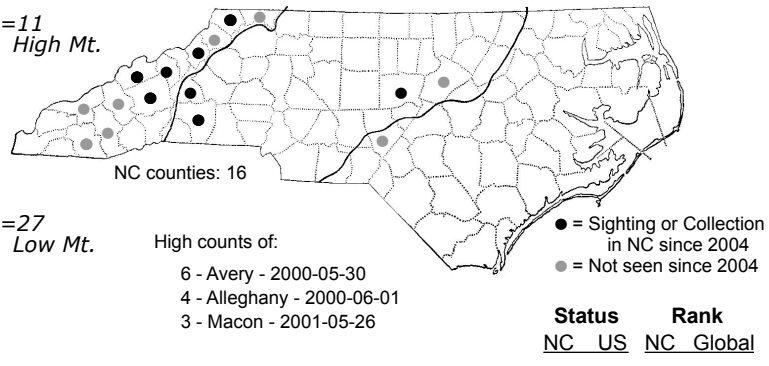 =11
High Mt.
NC counties: 16
=27
Low Mt.
High counts of:
6 - Avery - 2000-05-30
4 - Alleghany - 2000-06-01
3 - Macon - 2001-05-26
= Sighting or Collection
in NC since 2004
= Not seen since 2004
Status Rank
NC US NC Global